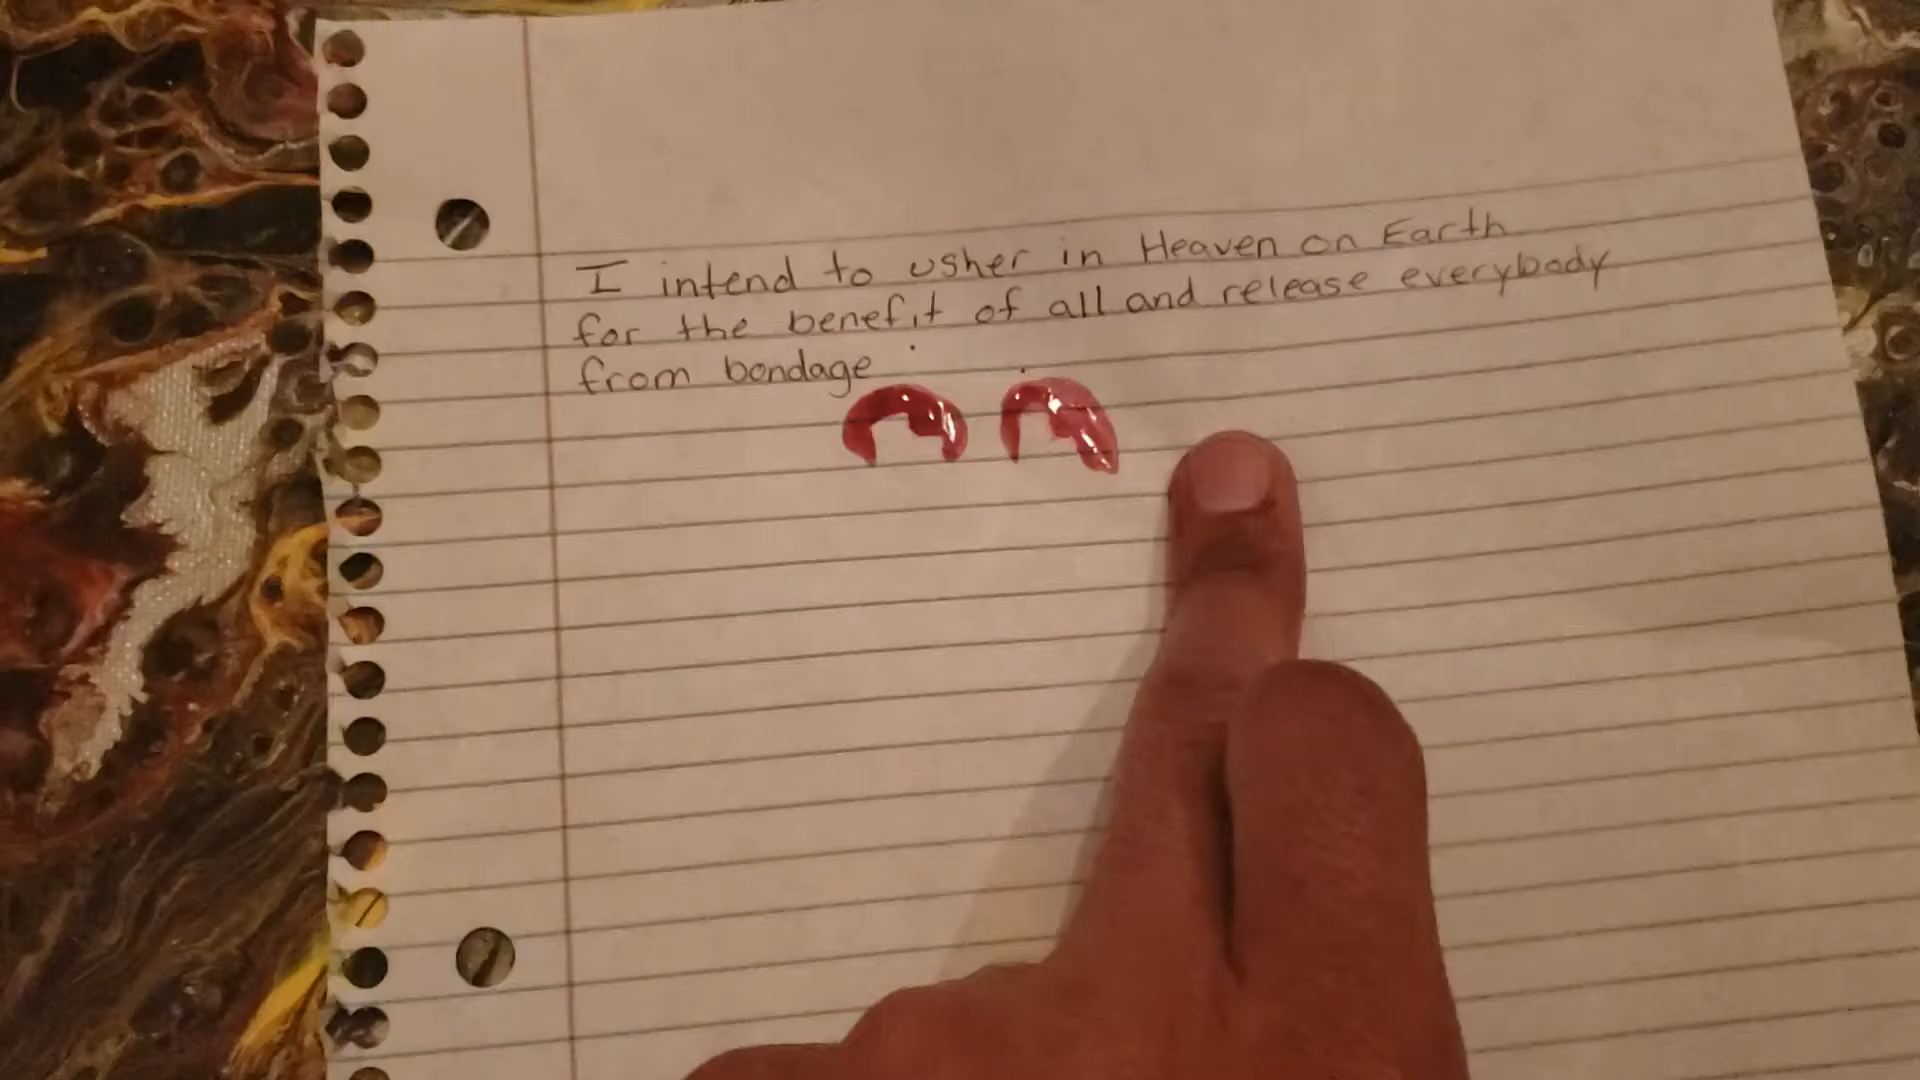 I intend to usher in Heaven on Earth
for the benefit of all and release everybody
from bondage